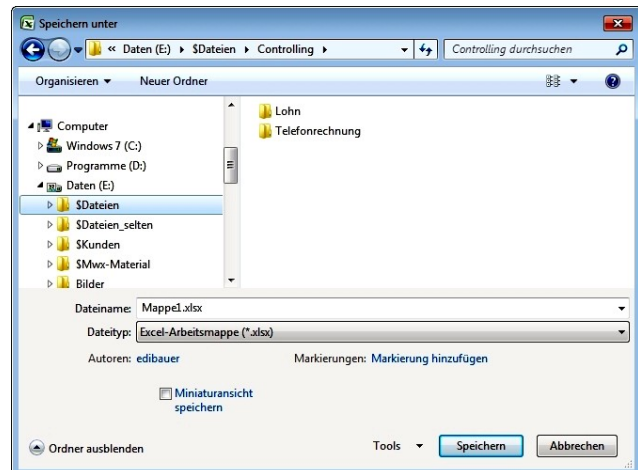 Speichern unter
« Daten (E:) ▸ $Dateien ▸ Controlling ▸
Controlling durchsuchen
Organisieren ▾ Neuer Ordner
Computer
Windows 7 (C:)
Programme (D:)
Daten (E:)
$Dateien
$Dateien_selten
$Kunden
$Mwx-Material
Bilder
Lohn
Telefonrechnung
Dateiname: Mappe1.xlsx
Dateityp: Excel-Arbeitsmappe (*.xlsx)
Autoren: edibauer Markierungen: Markierung hinzufügen
Miniaturansicht
speichern
Ordner ausblenden Tools ▾ Speichern Abbrechen